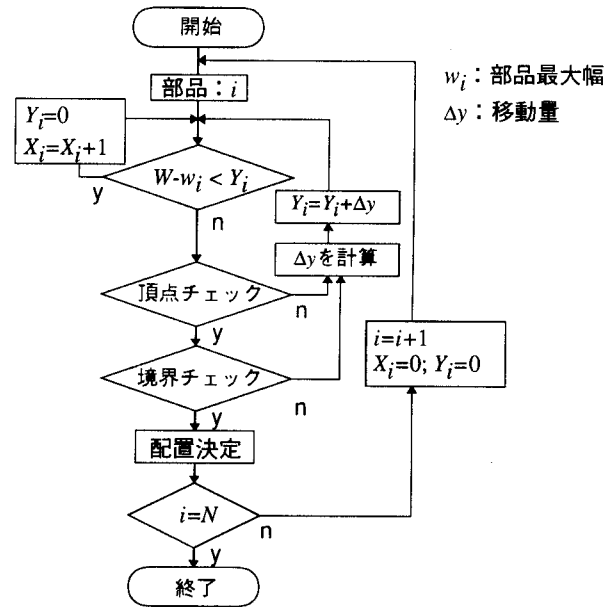 開始
部品：i
w_i：部品最大幅
Δy：移動量
Y_i=0
X_i=X_i+1
W-w_i < Y_i
y
n
Y_i=Y_i+Δy
Δyを計算
頂点チェック
n
y
境界チェック
n
y
i=i+1
X_i=0; Y_i=0
配置決定
i=N
n
y
終了